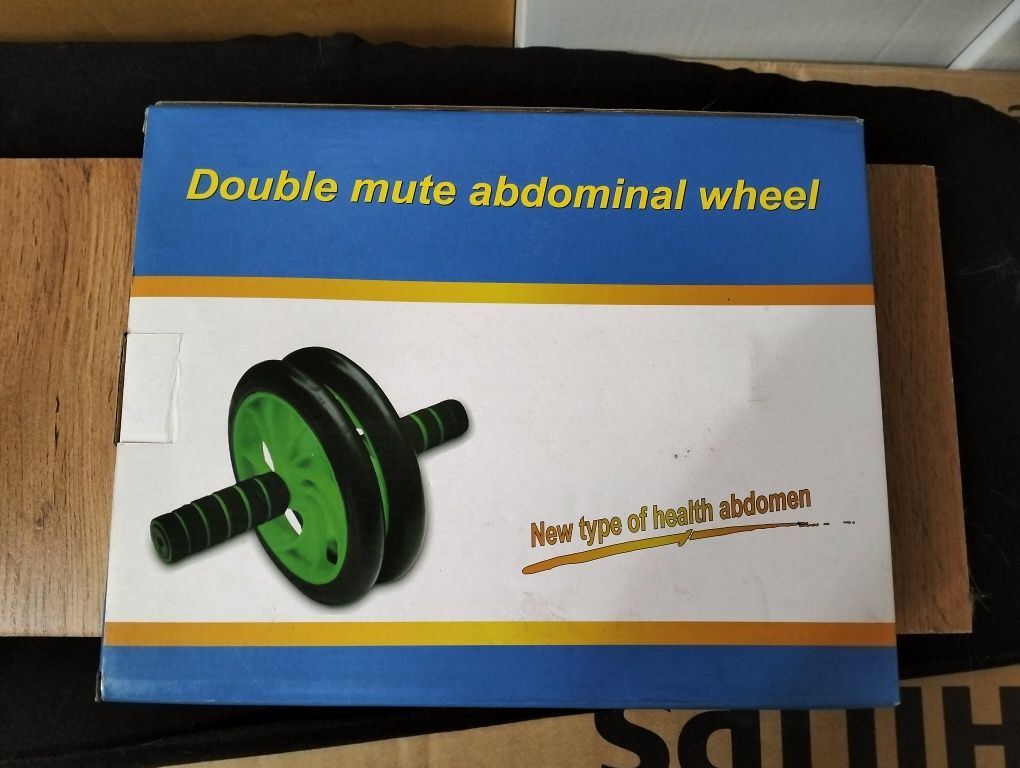 Double mute abdominal wheel
New type of health abdomen